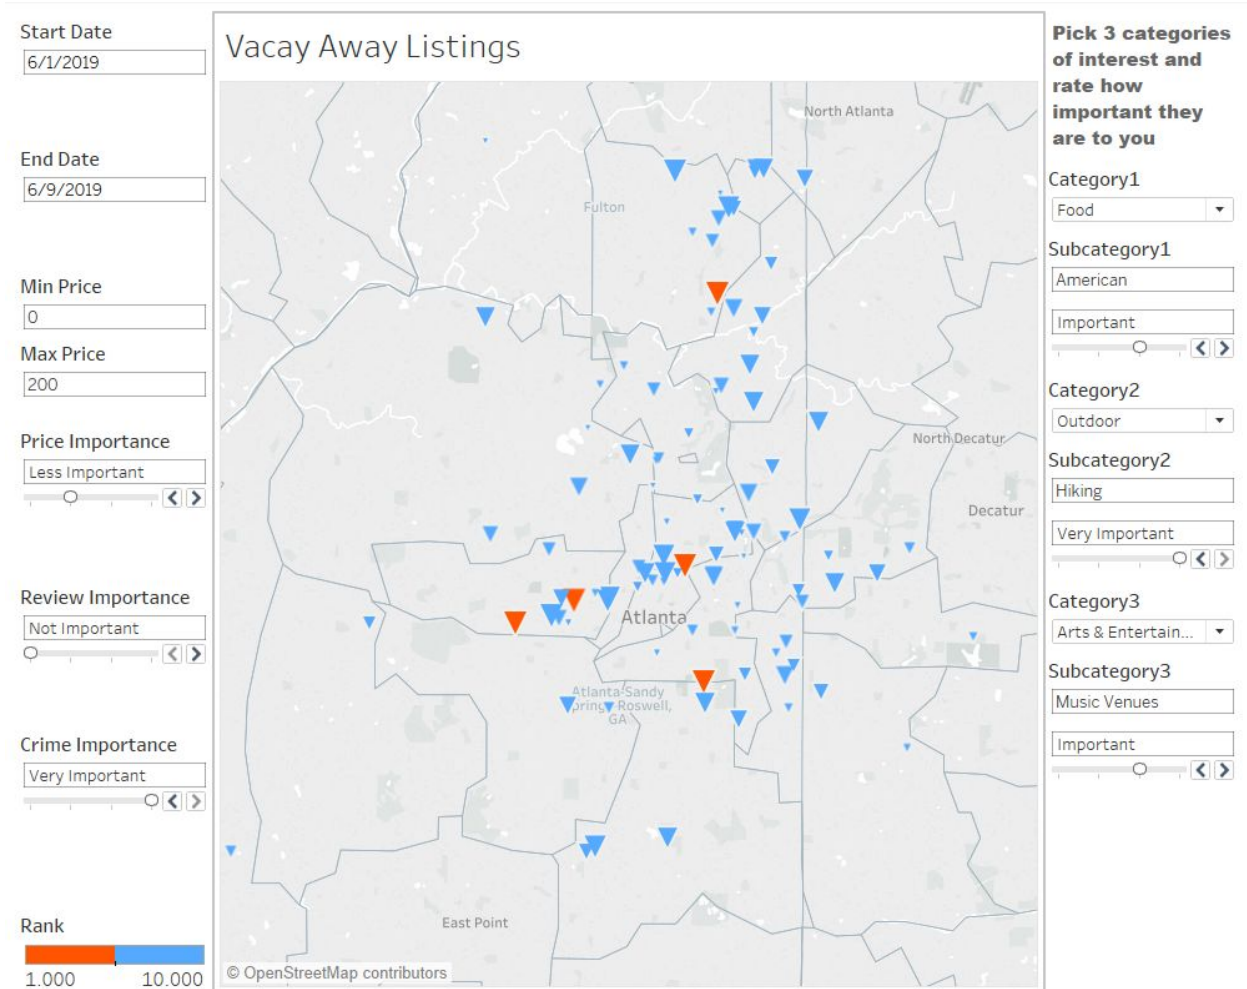 Start Date
6/1/2019
End Date
6/9/2019
Min Price
0
Max Price
200
Price Importance
Less Important
Review Importance
Not Important
Crime Importance
Very Important
Rank
1.000 10.000
Vacay Away Listings
North Atlanta
Fulton
North Decatur
Decatur
Atlanta
Atlanta-Sandy
Springs-Roswell,
GA
East Point
© OpenStreetMap contributors
Pick 3 categories
of interest and
rate how
important they
are to you
Category1
Food
Subcategory1
American
Important
Category2
Outdoor
Subcategory2
Hiking
Very Important
Category3
Arts & Entertain...
Subcategory3
Music Venues
Important